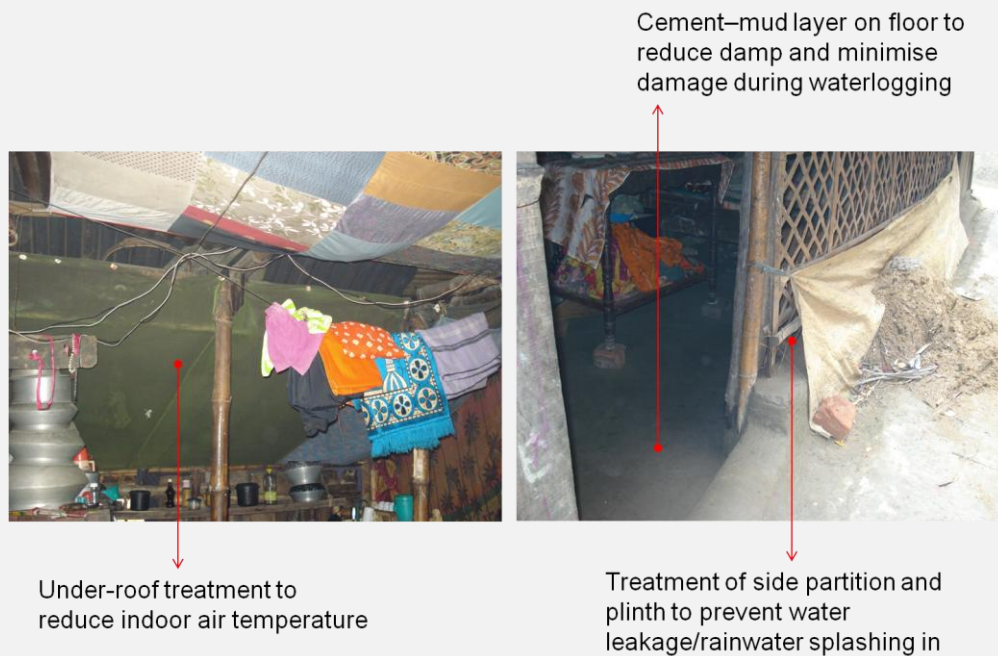 Cement–mud layer on floor to
reduce damp and minimise
damage during waterlogging
Under-roof treatment to
reduce indoor air temperature
Treatment of side partition and
plinth to prevent water
leakage/rainwater splashing in